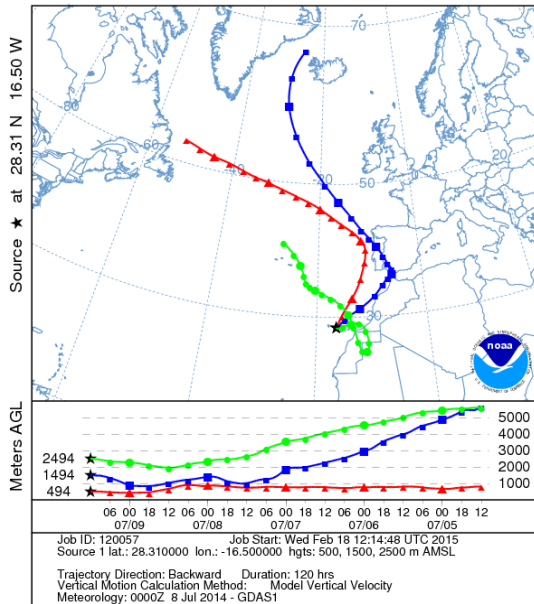 Source ★ at 28.31 N 16.50 W
70
80
60
40
20
50
30
noaa
Meters AGL
2494
1494
494
5000
4000
3000
2000
1000
06 00 18 12 06 00 18 12 06 00 18 12 06 00 18 12 06 00 18 12
07/09 07/08 07/07 07/06 07/05
Job ID: 120057 Job Start: Wed Feb 18 12:14:48 UTC 2015
Source 1 lat.: 28.310000 lon.: -16.500000 hgts: 500, 1500, 2500 m AMSL
Trajectory Direction: Backward Duration: 120 hrs
Vertical Motion Calculation Method: Model Vertical Velocity
Meteorology: 0000Z 8 Jul 2014 - GDAS1